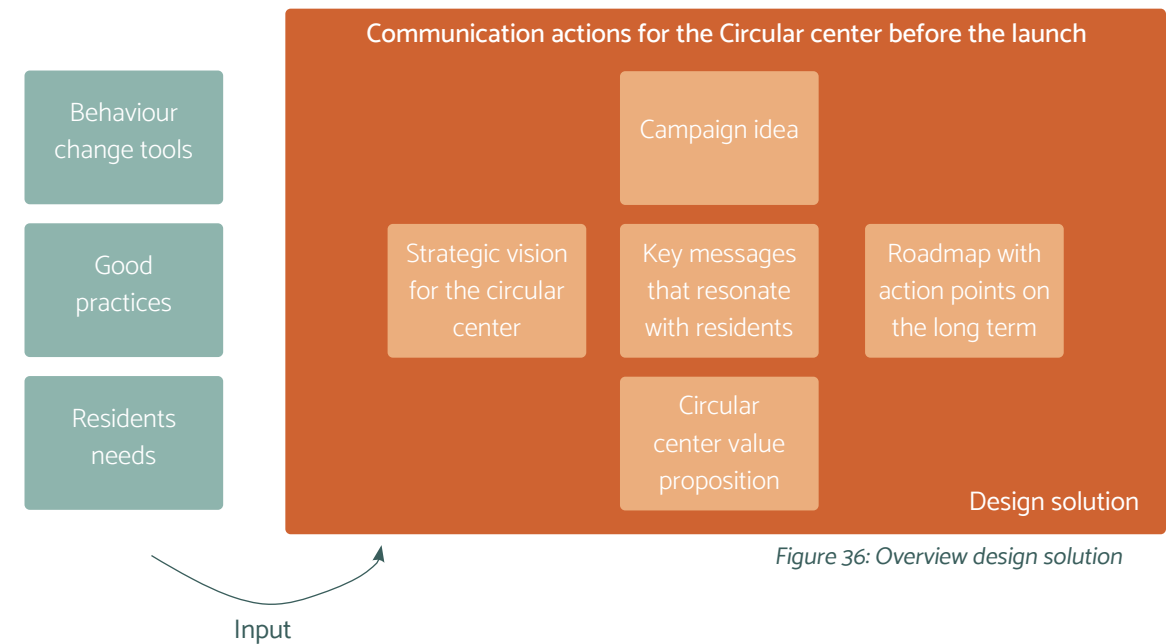 Communication actions for the Circular center before the launch
Behaviour
change tools
Good
practices
Residents
needs
Campaign idea
Strategic vision
for the circular
center
Key messages
that resonate
with residents
Roadmap with
action points on
the long term
Circular
center value
proposition
Design solution
Figure 36: Overview design solution
Input